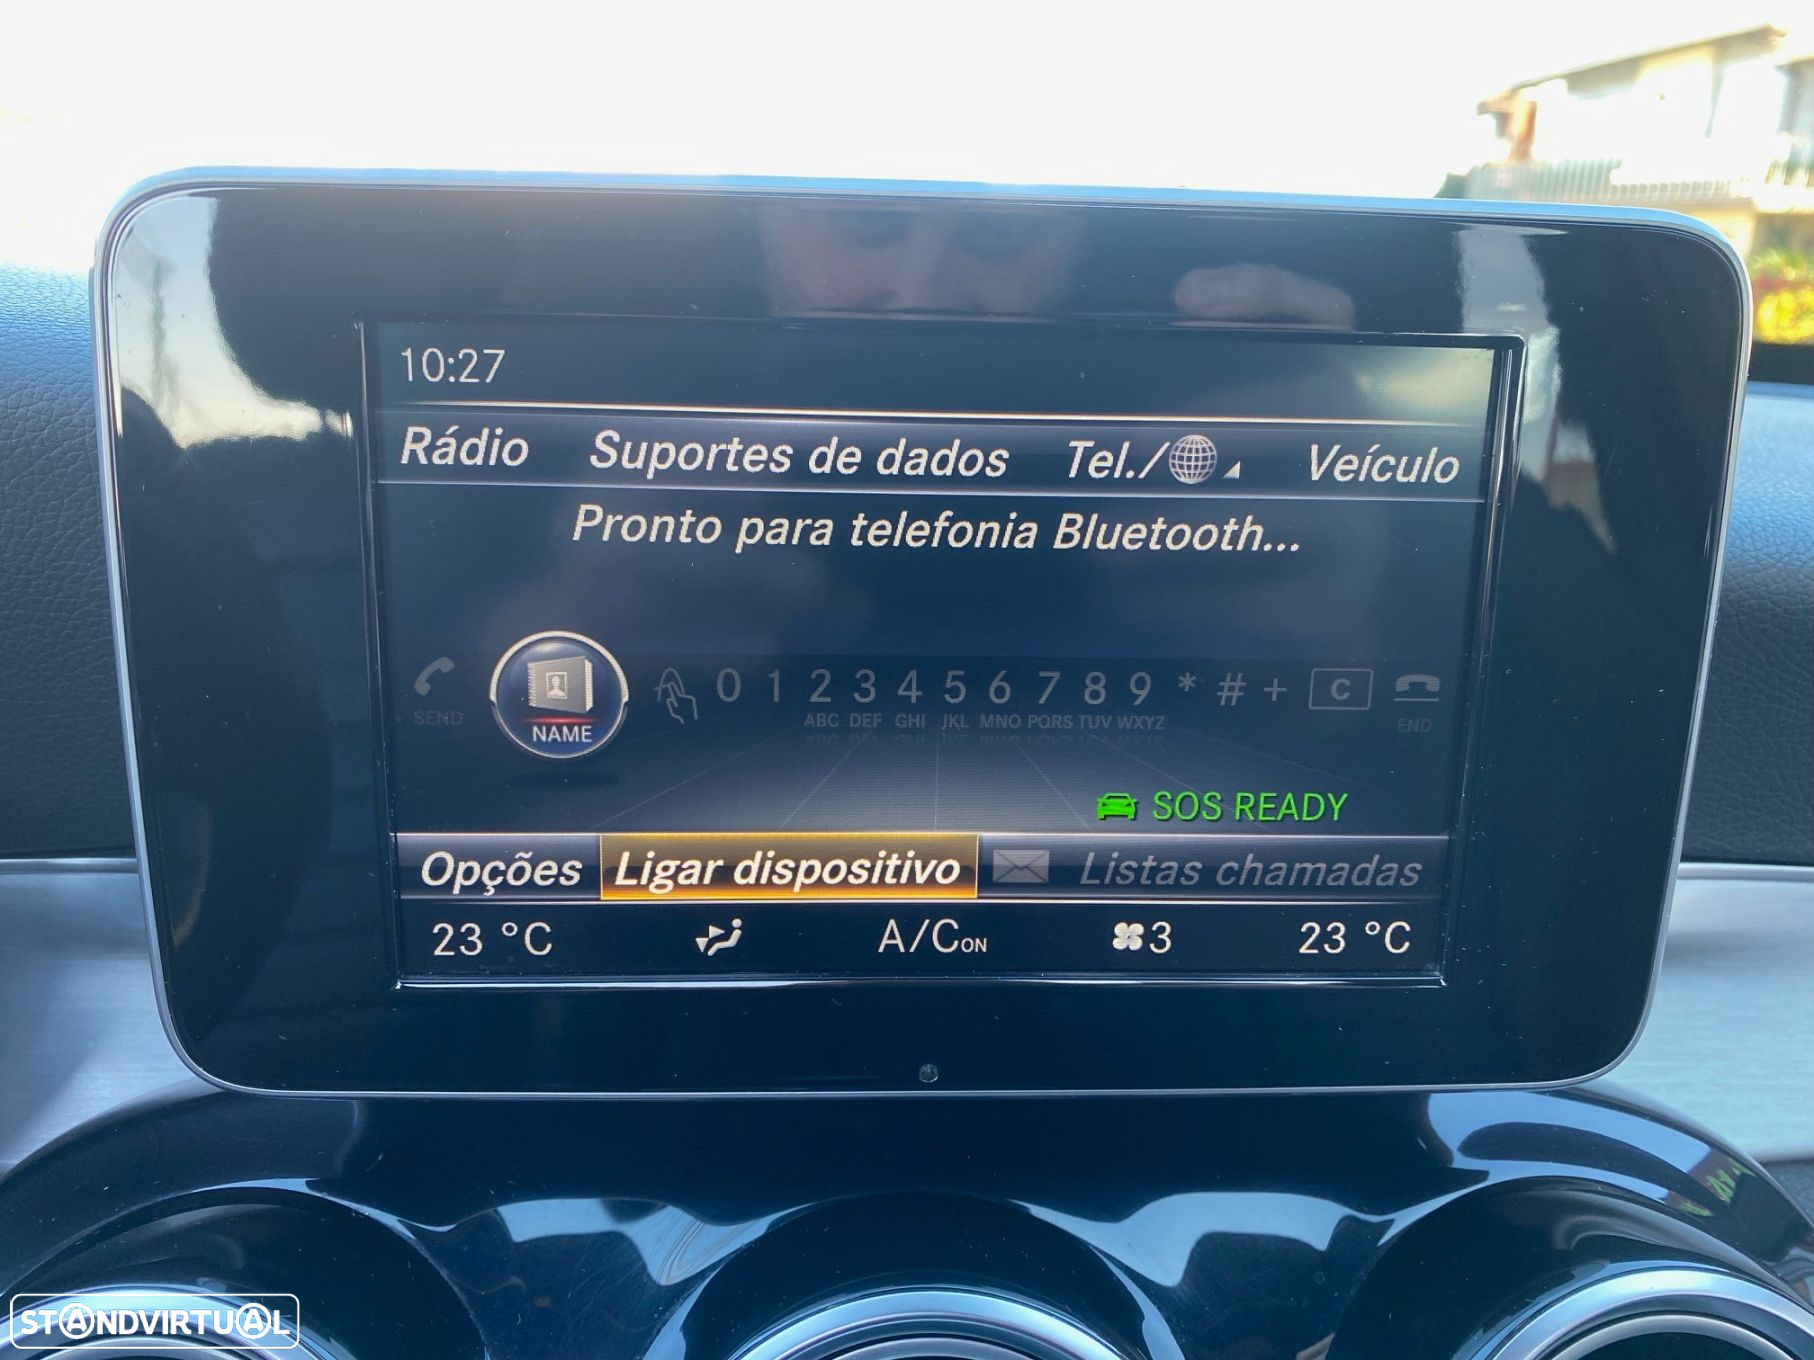 10:27
Rádio Suportes de dados Tel./ Veículo
Pronto para telefonia Bluetooth...
SEND NAME 0 1 2 3 4 5 6 7 8 9 * # + C END
ABC DEF GHI JKL MNO PQRS TUV WXYZ
SOS READY
Opções Ligar dispositivo Listas chamadas
23 °C A/C ON 3 23 °C
STANDVIRTUAL